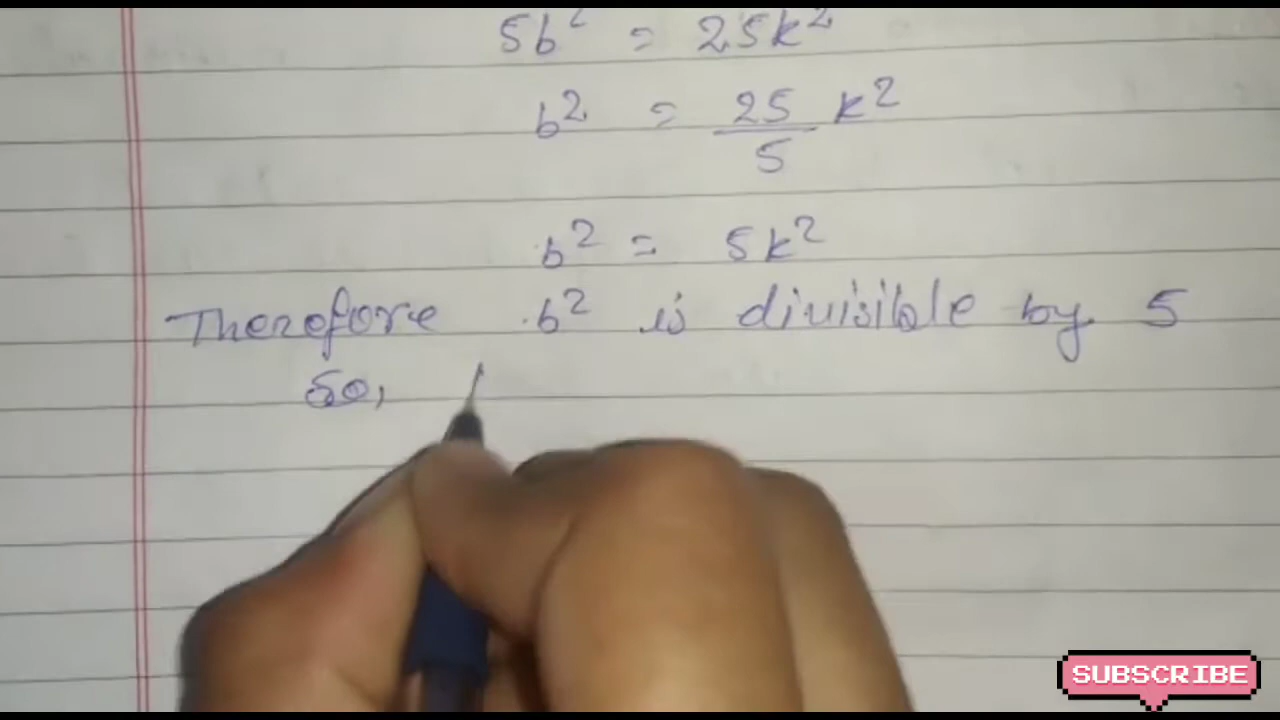 5b² = 25k²
b² = 25/5 k²
b² = 5k²
Therefore b² is divisible by 5
So,
SUBSCRIBE